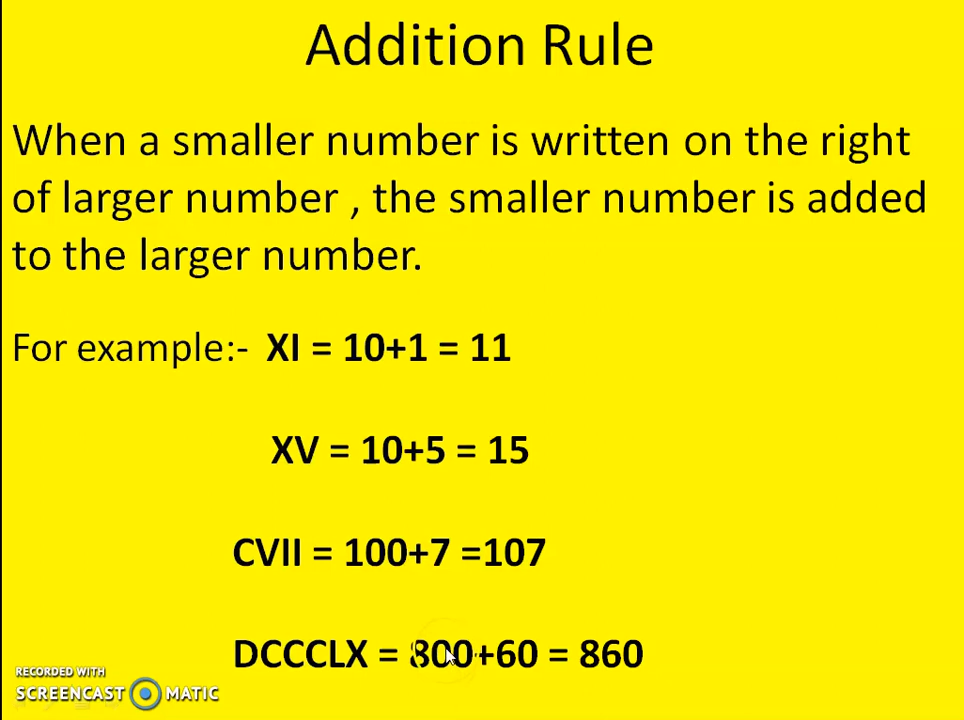 Addition Rule
When a smaller number is written on the right
of larger number , the smaller number is added
to the larger number.
For example:- XI = 10+1 = 11
XV = 10+5 = 15
CVII = 100+7 =107
DCCCLX = 800+60 = 860
RECORDED WITH
SCREENCAST MATIC